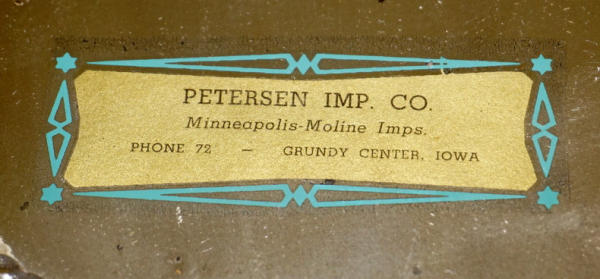 PETERSEN IMP. CO.
Minneapolis-Moline Imps.
PHONE 72 — GRUNDY CENTER, IOWA